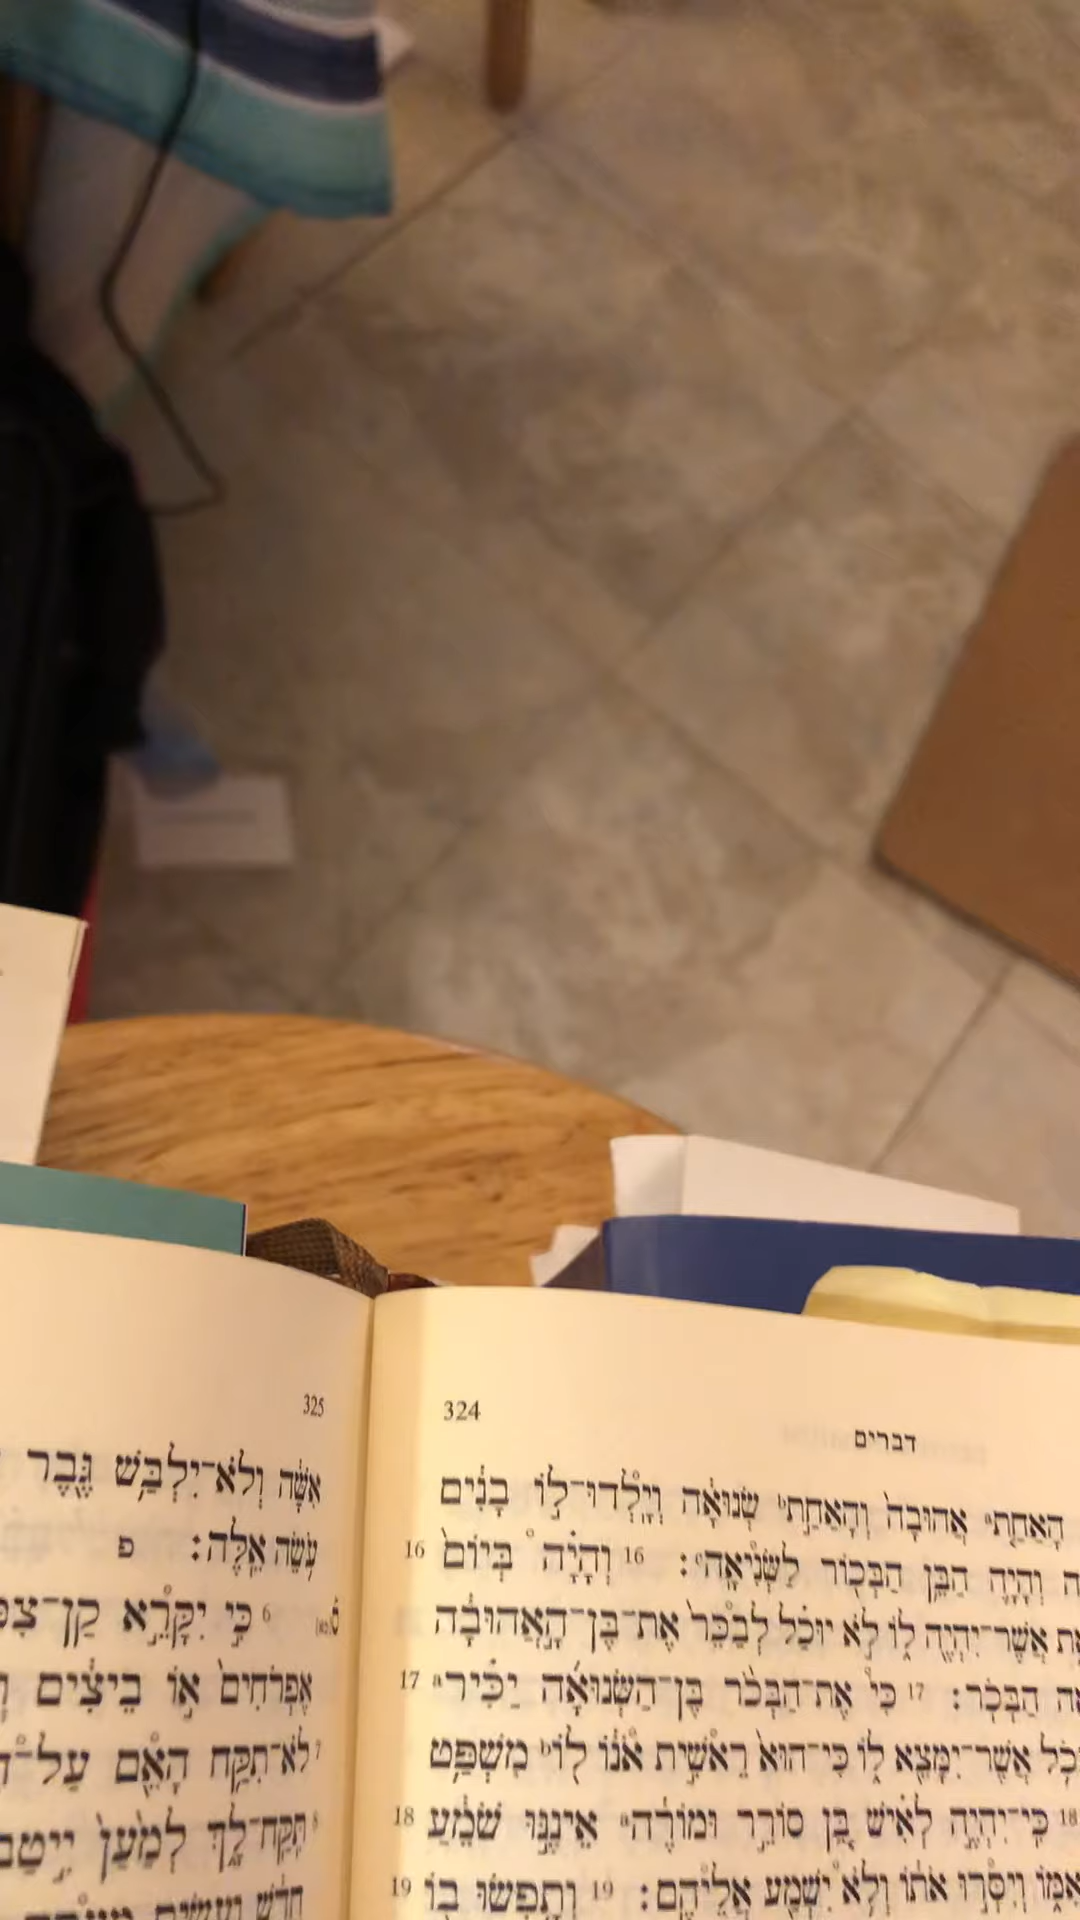 324
דברים
הָאַחַת אֲהוּבָה וְהָאַחַת שְׂנוּאָה וְיָלְדוּ־לוֹ בָנִים
16 וְהָיָה הַבֵּן הַבְּכוֹר לַשְּׂנִיאָה׃ 16 וְהָיָה בְּיוֹם
אֲשֶׁר־יִהְיֶה לוֹ לֹא יוּכַל לְבַכֵּר אֶת־בֶּן־הָאֲהוּבָה
17 הַבְּכֹר׃ 17 כִּי אֶת־הַבְּכֹר בֶּן־הַשְּׂנוּאָה יַכִּיר
אֲשֶׁר־יִמָּצֵא לוֹ כִּי־הוּא רֵאשִׁית אֹנוֹ לוֹ מִשְׁפַּט
18 18 כִּי־יִהְיֶה לְאִישׁ בֵּן סוֹרֵר וּמוֹרֶה אֵינֶנּוּ שֹׁמֵעַ
19 וְיִסְּרוּ אֹתוֹ וְלֹא יִשְׁמַע אֲלֵיהֶם׃ 19 וְתָפְשׂוּ בוֹ
325
אִשָּׁה וְלֹא־יִלְבַּשׁ גֶּבֶר
עֹשֵׂה אֵלֶּה׃ פ
6 כִּי יִקָּרֵא קַן־
אֶפְרֹחִים אוֹ בֵיצִים
7 לֹא־תִקַּח הָאֵם עַל־
תִּקַּח־לָךְ לְמַעַן יִיטַב